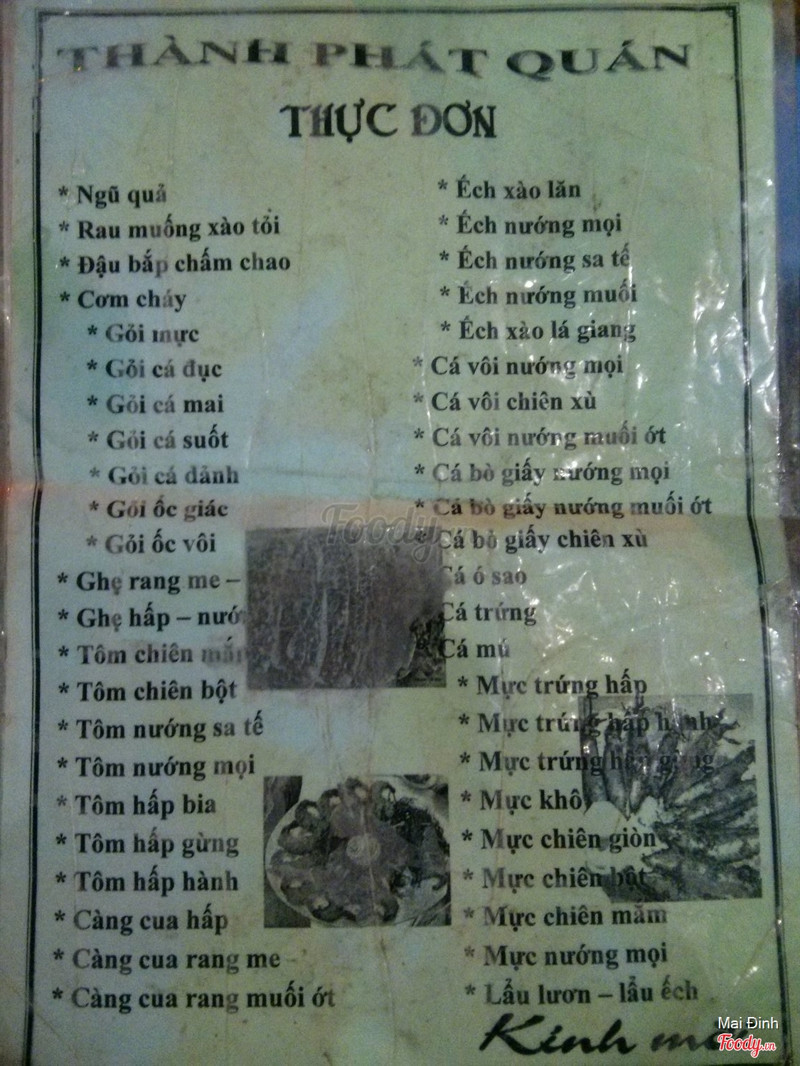 THÀNH PHÁT QUÁN
THỰC ĐƠN
* Ngũ quả
* Rau muống xào tỏi
* Đậu bắp chấm chao
* Cơm cháy
* Gỏi mực
* Gỏi cá đục
* Gỏi cá mai
* Gỏi cá suốt
* Gỏi cá dảnh
* Gỏi ốc giác
* Gỏi ốc vôi
* Ghẹ rang me –
* Ghẹ hấp –
* Tôm chiên
* Tôm chiên bột
* Tôm nướng sa tế
* Tôm nướng mọi
* Tôm hấp bia
* Tôm hấp gừng
* Tôm hấp hành
* Càng cua hấp
* Càng cua rang me
* Càng cua rang muối ớt
* Ếch xào lăn
* Ếch nướng mọi
* Ếch nướng sa tế
* Ếch nướng muối
* Ếch xào lá giang
* Cá vôi nướng mọi
* Cá vôi chiên xù
* Cá vôi nướng muối ớt
* Cá bò giấy nướng mọi
* Cá bò giấy nướng muối ớt
* Cá bò giấy chiên xù
Cá ó sao
Cá trứng
Cá mú
* Mực trứng hấp
* Mực trứng hấp hành
* Mực trứng hấp gừng
* Mực khô
* Mực chiên giòn
* Mực chiên bột
* Mực chiên mắm
* Mực nướng mọi
* Lẩu lươn – lẩu ếch
Kính
Foody.vn
Mai Đinh
Foody.vn